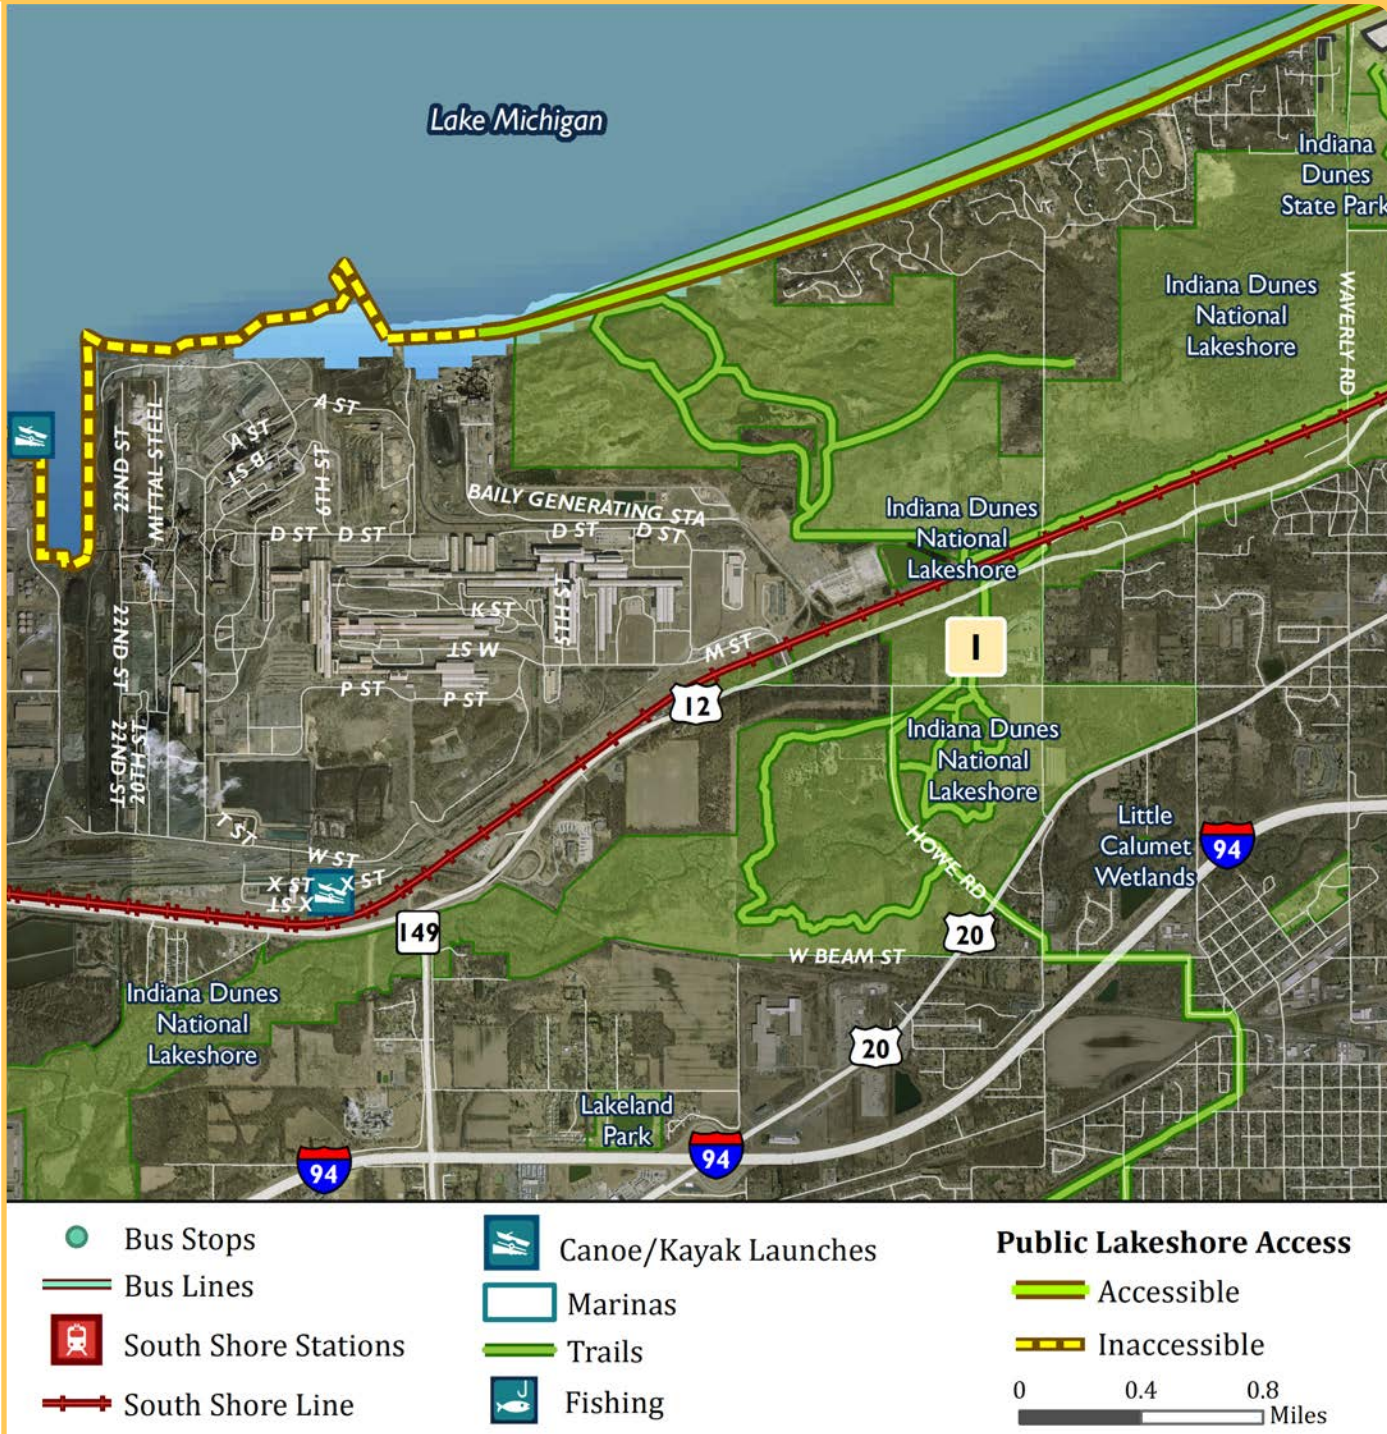 Lake Michigan
Indiana
Dunes
State Park
Indiana Dunes
National
Lakeshore
WAVERLY RD
A ST
A ST
B ST
6TH ST
22ND ST
MITTAL STEEL
BAILY GENERATING STA
D ST
D ST
D ST
D ST
Indiana Dunes
National
Lakeshore
K ST
11TH ST
W ST
M ST
I
22ND ST
P ST
P ST
12
22ND ST
20TH ST
Indiana Dunes
National
Lakeshore
Little
Calumet
Wetlands
94
T ST
HOWE RD
W ST
X ST
X ST
X ST
149
20
W BEAM ST
Indiana Dunes
National
Lakeshore
20
Lakeland
Park
94
94
Bus Stops
Bus Lines
South Shore Stations
South Shore Line
Canoe/Kayak Launches
Marinas
Trails
Fishing
Public Lakeshore Access
Accessible
Inaccessible
0 0.4 0.8
Miles